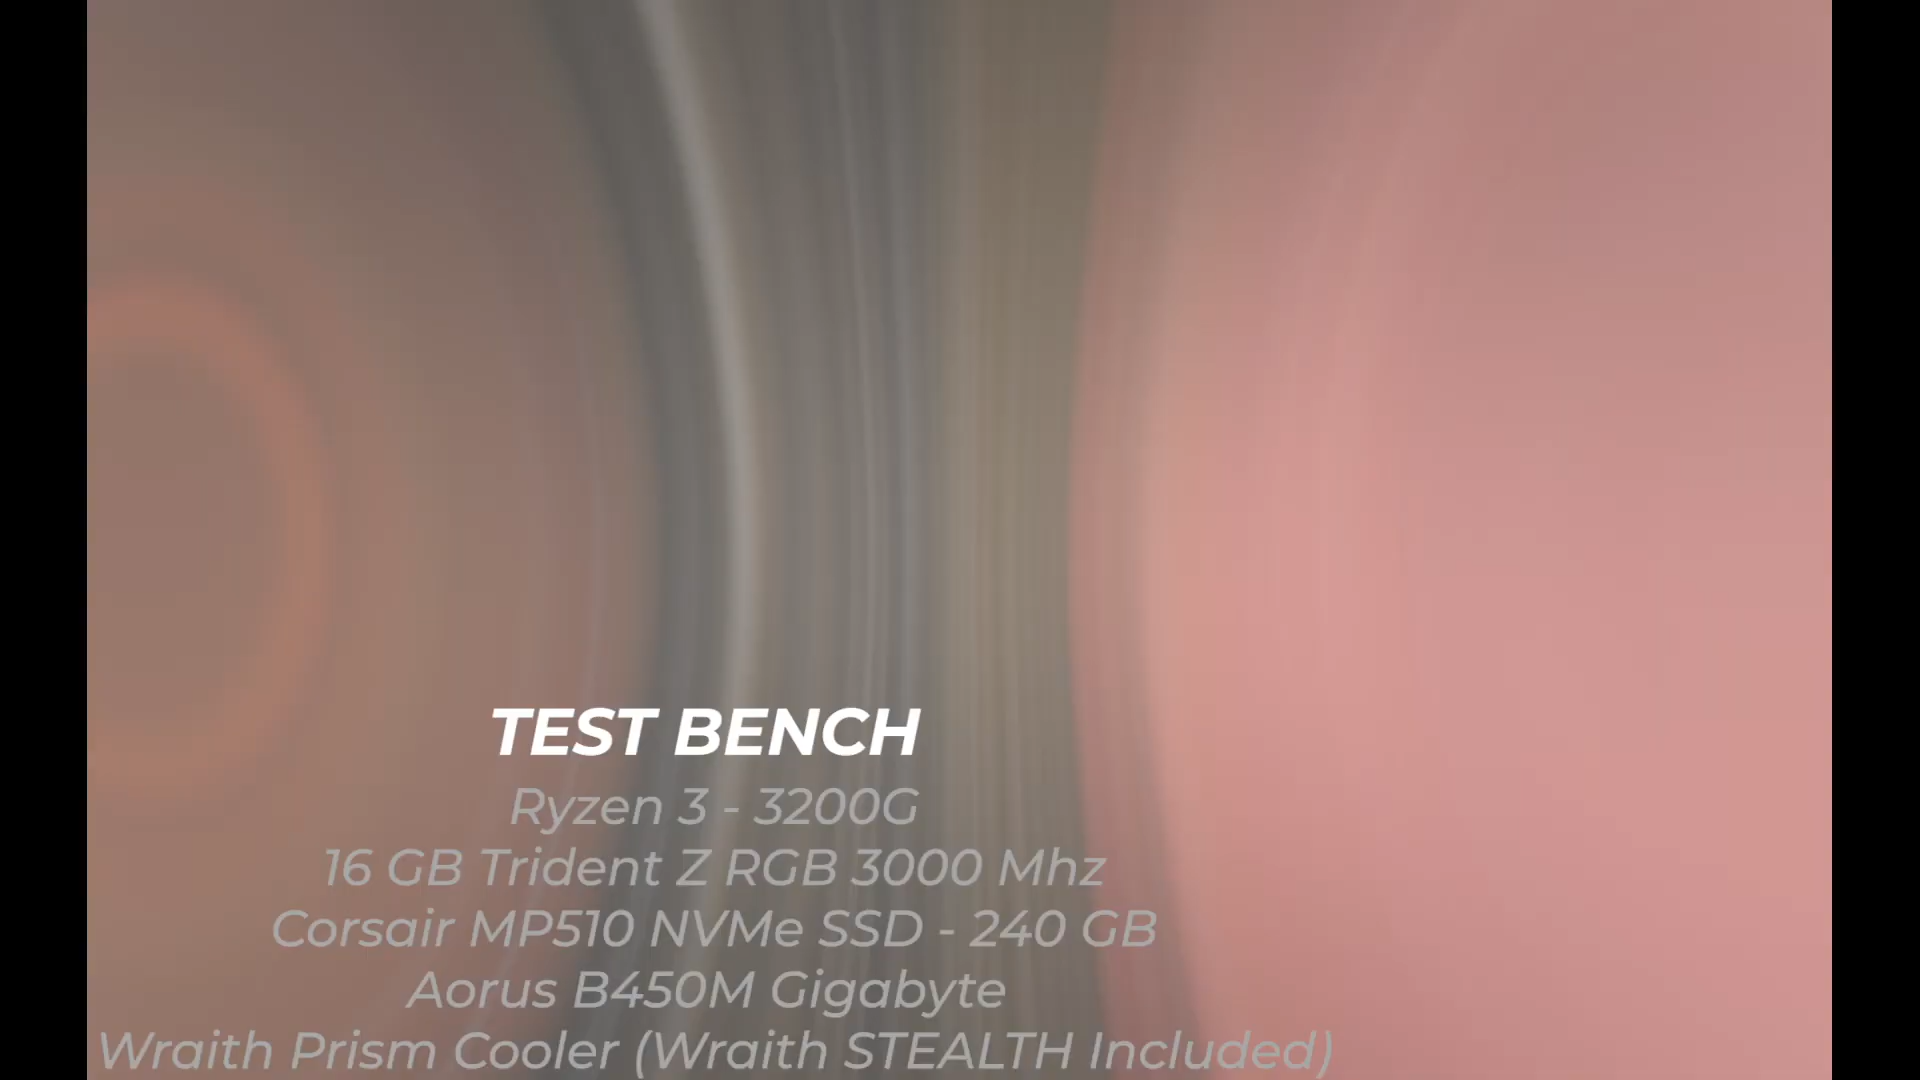 TEST BENCH
Ryzen 3 - 3200G
16 GB Trident Z RGB 3000 Mhz
Corsair MP510 NVMe SSD - 240 GB
Aorus B450M Gigabyte
Wraith Prism Cooler (Wraith STEALTH Included)